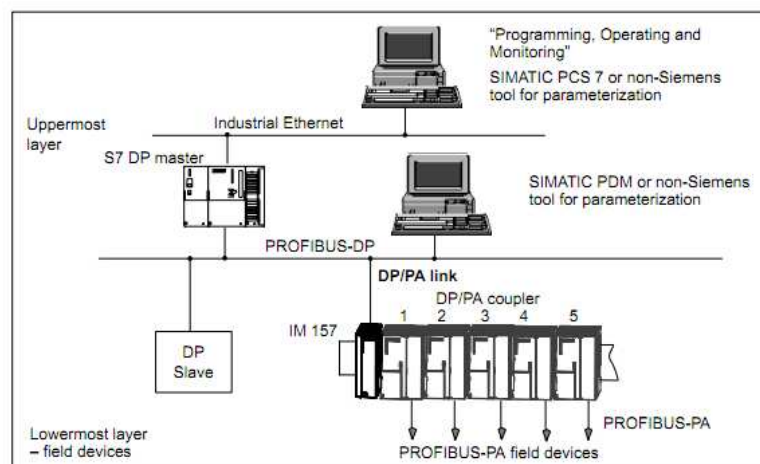 "Programming, Operating and
Monitoring"
SIMATIC PCS 7 or non-Siemens
tool for parameterization
Uppermost
layer
Industrial Ethernet
S7 DP master
SIMATIC PDM or non-Siemens
tool for parameterization
PROFIBUS-DP
DP/PA link
DP/PA coupler
IM 157
1 2 3 4 5
DP
Slave
PROFIBUS-PA
Lowermost layer
– field devices
PROFIBUS-PA field devices